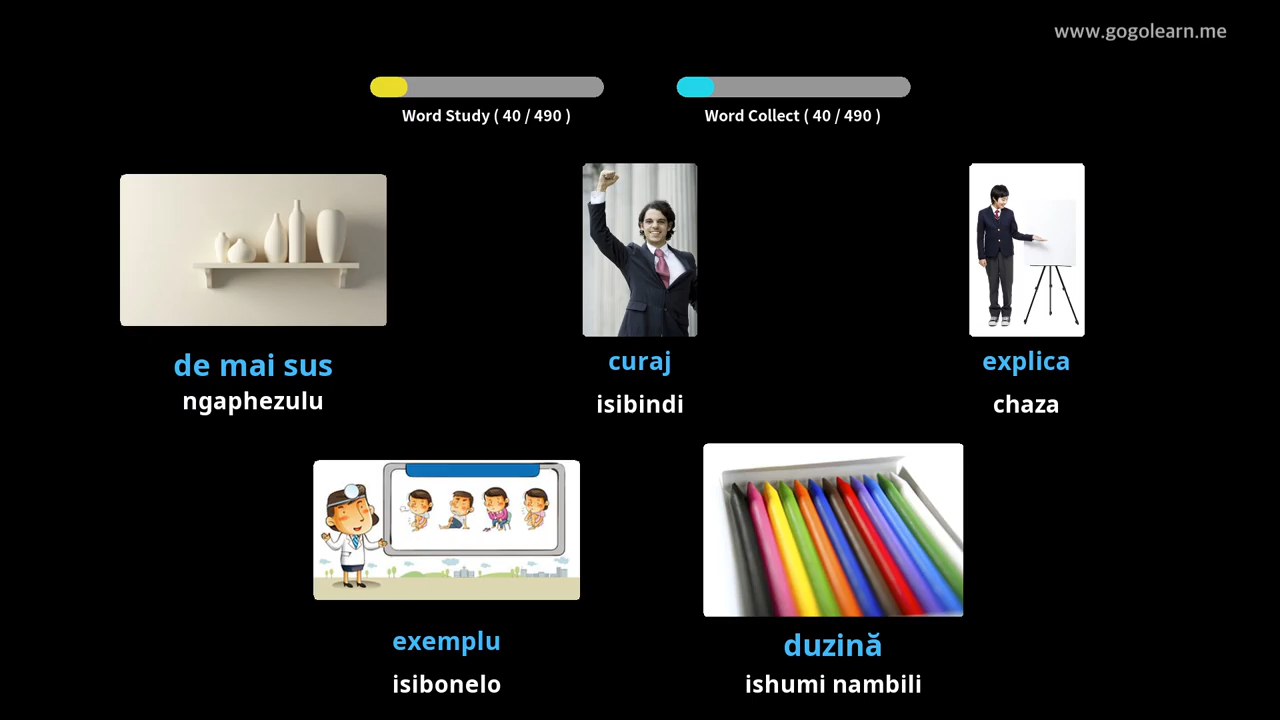 www.gogolearn.me
Word Study ( 40 / 490 )
Word Collect ( 40 / 490 )
de mai sus
ngaphezulu
curaj
isibindi
explica
chaza
exemplu
isibonelo
duzină
ishumi nambili